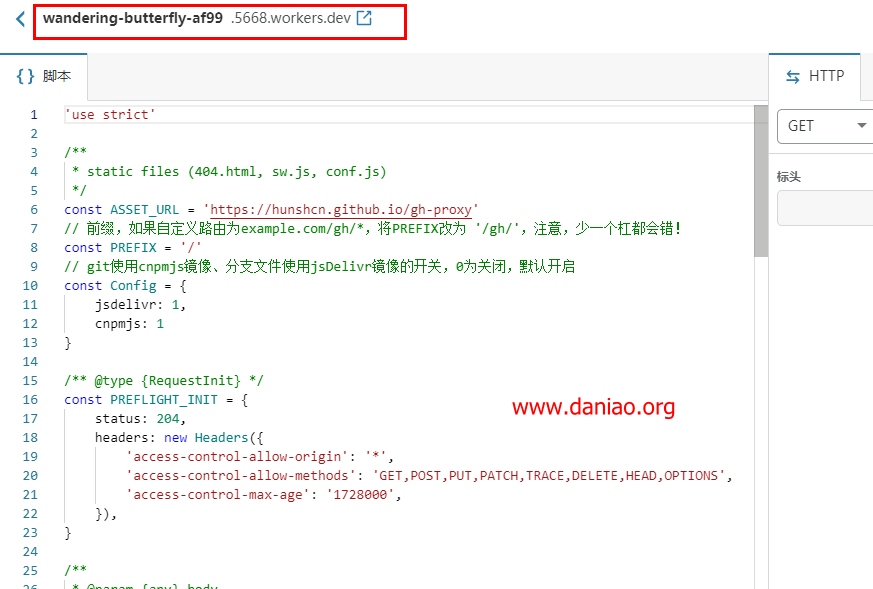 wandering-butterfly-af99 .5668.workers.dev
{} 脚本
HTTP
1 'use strict'
GET
2
3 /**
4 * static files (404.html, sw.js, conf.js)
标头
5 */
6 const ASSET_URL = 'https://hunshcn.github.io/gh-proxy'
7 // 前缀，如果自定义路由为example.com/gh/*，将PREFIX改为 '/gh/'，注意，少一个杠都会错！
8 const PREFIX = '/'
9 // git使用cnpmjs镜像、分支文件使用jsDelivr镜像的开关，0为关闭，默认开启
10 const Config = {
11 jsdelivr: 1,
12 cnpmjs: 1
13 }
14
15 /** @type {RequestInit} */
16 const PREFLIGHT_INIT = {
www.daniao.org
17 status: 204,
18 headers: new Headers({
19 'access-control-allow-origin': '*',
20 'access-control-allow-methods': 'GET,POST,PUT,PATCH,TRACE,DELETE,HEAD,OPTIONS',
21 'access-control-max-age': '1728000',
22 }),
23 }
24
25 /**
26 * @param {any} body